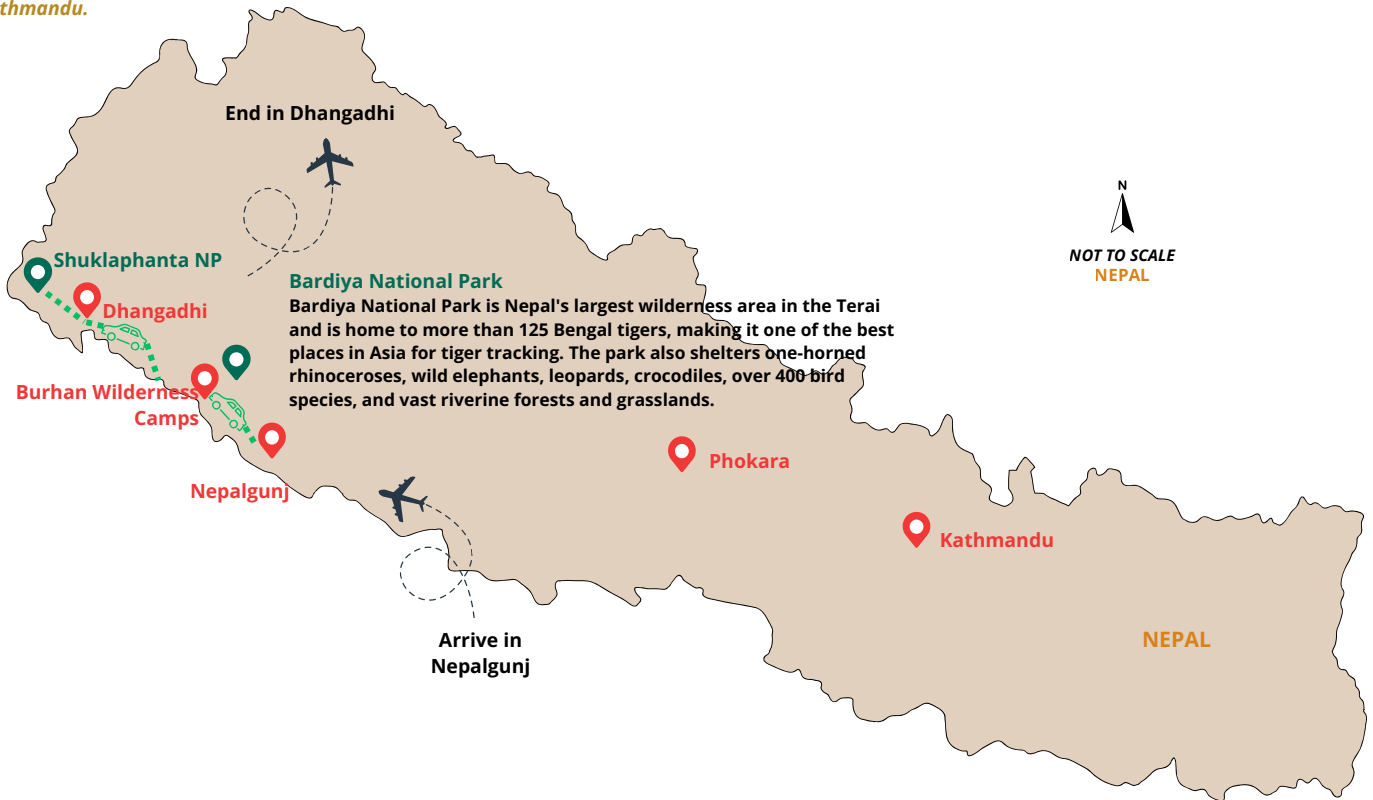 thmandu.
End in Dhangadhi
N
NOT TO SCALE
NEPAL
Shuklaphanta NP
Dhangadhi
Bardiya National Park
Bardiya National Park is Nepal's largest wilderness area in the Terai
and is home to more than 125 Bengal tigers, making it one of the best
places in Asia for tiger tracking. The park also shelters one-horned
rhinoceroses, wild elephants, leopards, crocodiles, over 400 bird
species, and vast riverine forests and grasslands.
Burhan Wilderness
Camps
Nepalgunj
Phokara
Kathmandu
Arrive in
Nepalgunj
NEPAL